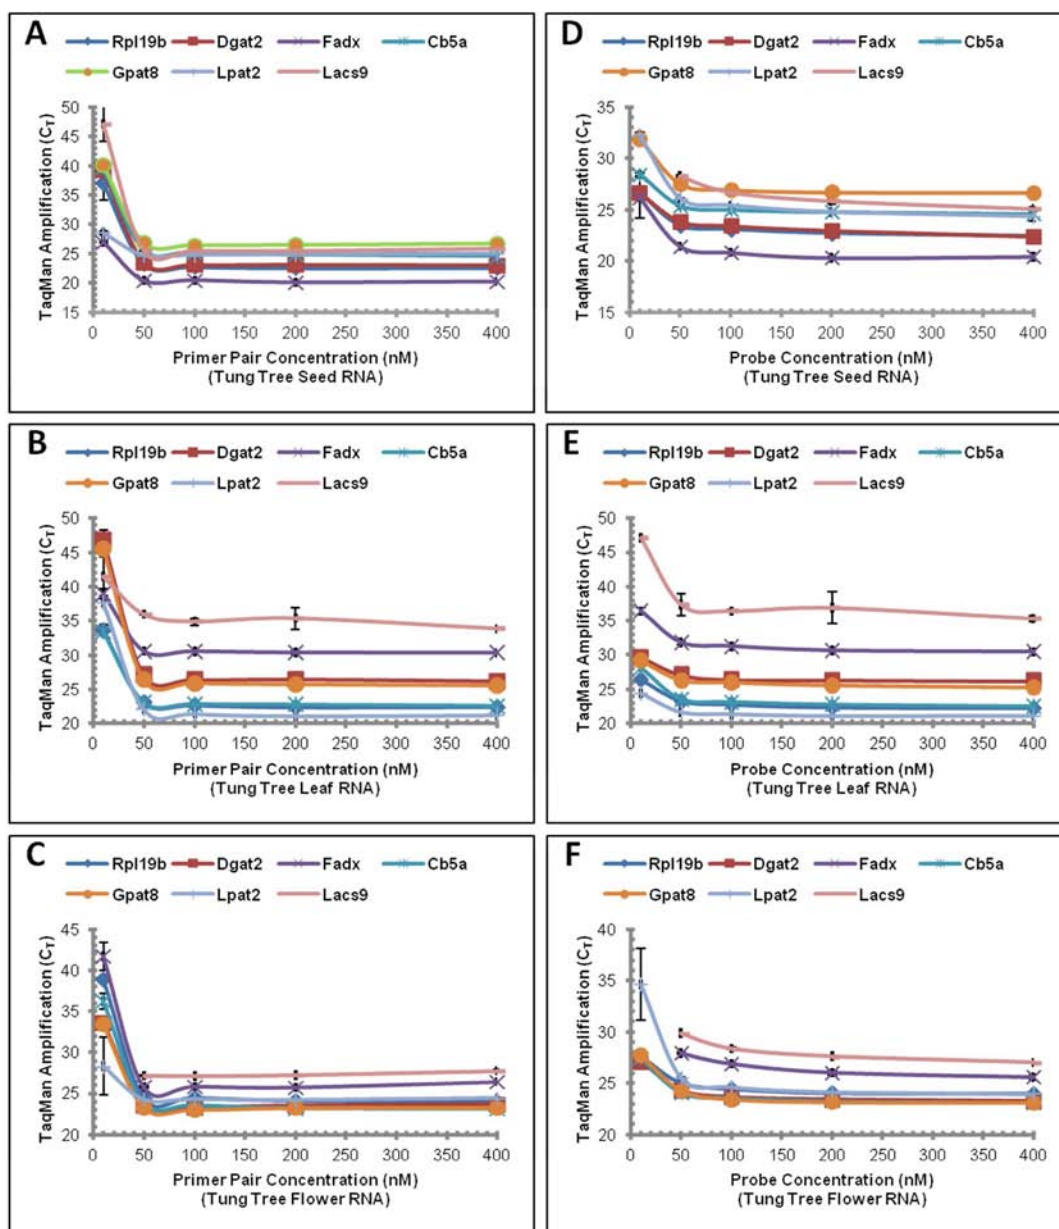 A
Rpl19b Dgat2 Fadx Cb5a
Gpat8 Lpat2 Lacs9
TaqMan Amplification (CT)
50
45
40
35
30
25
20
15
0 50 100 150 200 250 300 350 400
Primer Pair Concentration (nM)
(Tung Tree Seed RNA)
D
Rpl19b Dgat2 Fadx Cb5a
Gpat8 Lpat2 Lacs9
TaqMan Amplification (CT)
35
30
25
20
15
0 50 100 150 200 250 300 350 400
Probe Concentration (nM)
(Tung Tree Seed RNA)
B
Rpl19b Dgat2 Fadx Cb5a
Gpat8 Lpat2 Lacs9
TaqMan Amplification (CT)
50
45
40
35
30
25
20
0 50 100 150 200 250 300 350 400
Primer Pair Concentration (nM)
(Tung Tree Leaf RNA)
E
Rpl19b Dgat2 Fadx Cb5a
Gpat8 Lpat2 Lacs9
TaqMan Amplification (CT)
50
45
40
35
30
25
20
0 50 100 150 200 250 300 350 400
Probe Concentration (nM)
(Tung Tree Leaf RNA)
C
Rpl19b Dgat2 Fadx Cb5a
Gpat8 Lpat2 Lacs9
TaqMan Amplification (CT)
45
40
35
30
25
20
0 50 100 150 200 250 300 350 400
Primer Pair Concentration (nM)
(Tung Tree Flower RNA)
F
Rpl19b Dgat2 Fadx Cb5a
Gpat8 Lpat2 Lacs9
TaqMan Amplification (CT)
40
35
30
25
20
0 50 100 150 200 250 300 350 400
Probe Concentration (nM)
(Tung Tree Flower RNA)